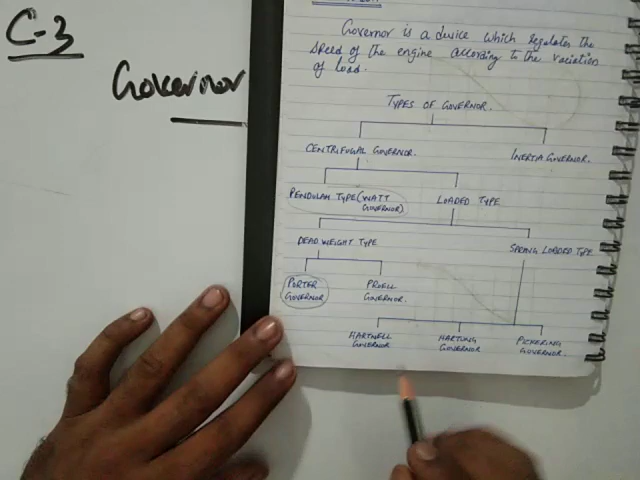 C-3
Governor
Governor is a device which regulates the
speed of the engine according to the variation
of load.
TYPES OF GOVERNOR.
CENTRIFUGAL GOVERNOR.
INERTIA GOVERNOR.
PENDULAM TYPE (WATT
GOVERNOR)
LOADED TYPE
DEAD WEIGHT TYPE
SPRING LOADED TYPE
PORTER
GOVERNOR
PROELL
GOVERNOR.
HARTNELL
GOVERNOR
HARTUNG
GOVERNOR
PICKERING
GOVERNOR.